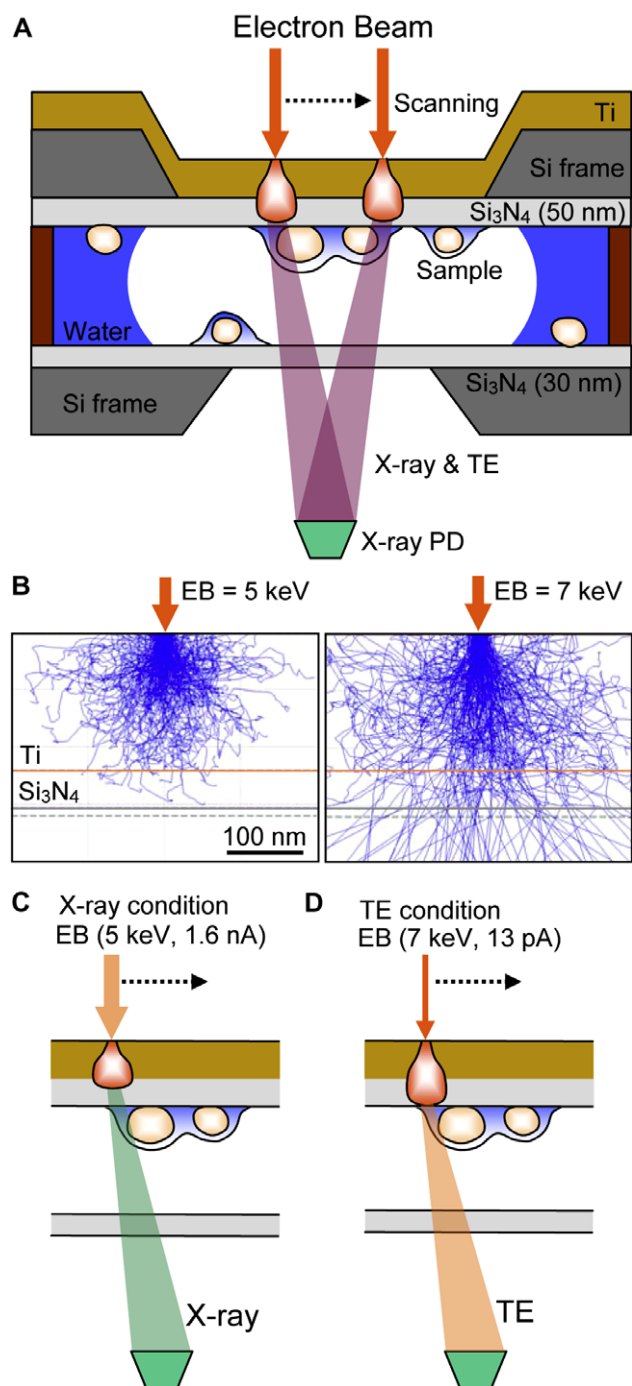 A
Electron Beam
Scanning
Ti
Si frame
Si₃N₄ (50 nm)
Sample
Water
Si₃N₄ (30 nm)
Si frame
X-ray & TE
X-ray PD
B
EB = 5 keV
EB = 7 keV
Ti
Si₃N₄
100 nm
C
X-ray condition
EB (5 keV, 1.6 nA)
X-ray
D
TE condition
EB (7 keV, 13 pA)
TE